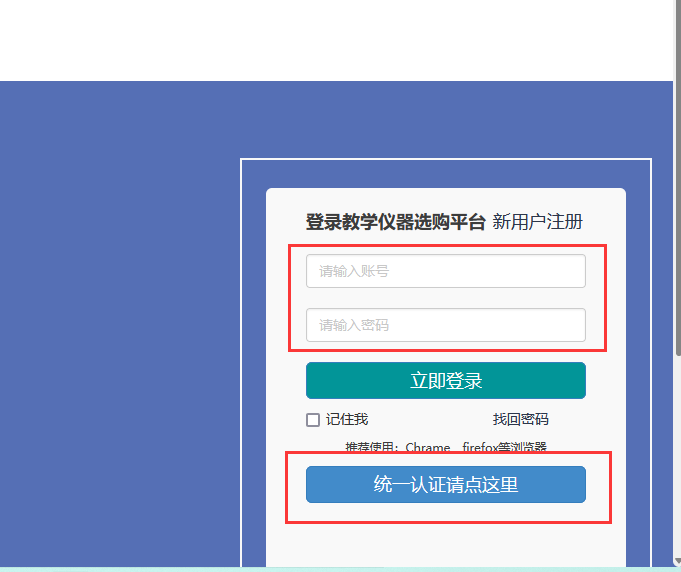 登录教学仪器选购平台 新用户注册
请输入账号
请输入密码
立即登录
记住我 找回密码
推荐使用：Chrome、firefox等浏览器
统一认证请点这里